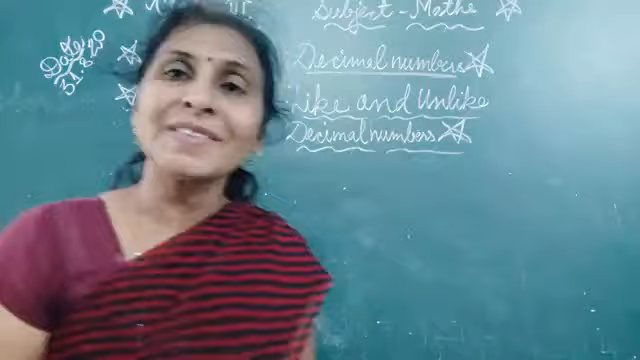 Subject - Maths
Date
31.8.20
Decimal numbers
Like and Unlike
Decimal numbers